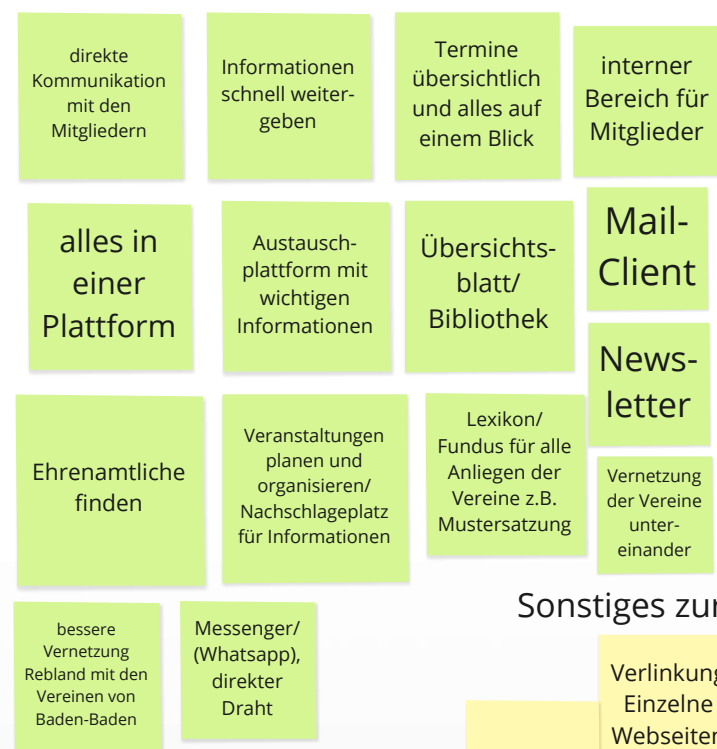 direkte
Kommunikation
mit den
Mitgliedern
Informationen
schnell weiter-
geben
Termine
übersichtlich
und alles auf
einem Blick
interner
Bereich für
Mitglieder
alles in
einer
Plattform
Austausch-
plattform mit
wichtigen
Informationen
Übersichts-
blatt/
Bibliothek
Mail-
Client
News-
letter
Ehrenamtliche
finden
Veranstaltungen
planen und
organisieren/
Nachschlageplatz
für Informationen
Lexikon/
Fundus für alle
Anliegen der
Vereine z.B.
Mustersatzung
Vernetzung
der Vereine
unter-
einander
bessere
Vernetzung
Rebland mit den
Vereinen von
Baden-Baden
Messenger/
(Whatsapp),
direkter
Draht
Sonstiges zur
Verlinkung
Einzelne
Webseiten